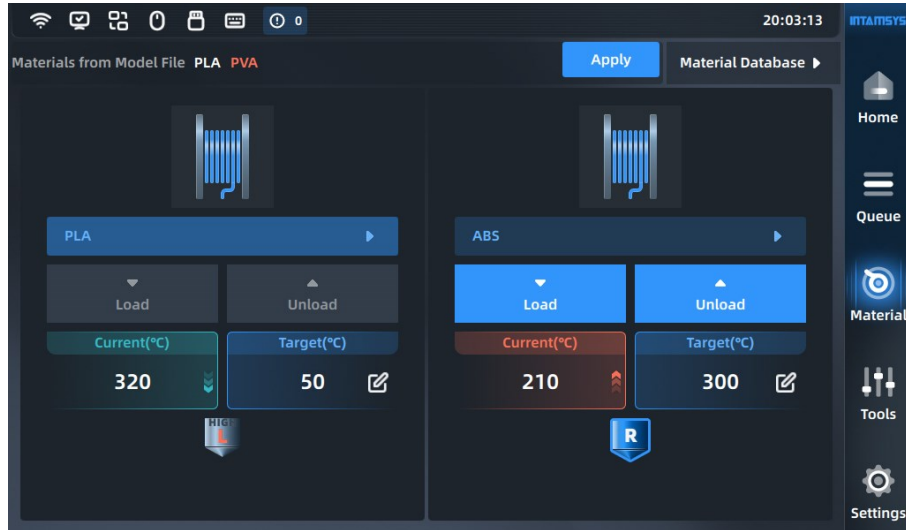 0
20:03:13
INTAMSYS
Materials from Model File PLA PVA
Apply
Material Database
PLA
Load
Unload
Current(°C)
Target(°C)
320
50
HIGH
L
ABS
Load
Unload
Current(°C)
Target(°C)
210
300
R
Home
Queue
Material
Tools
Settings